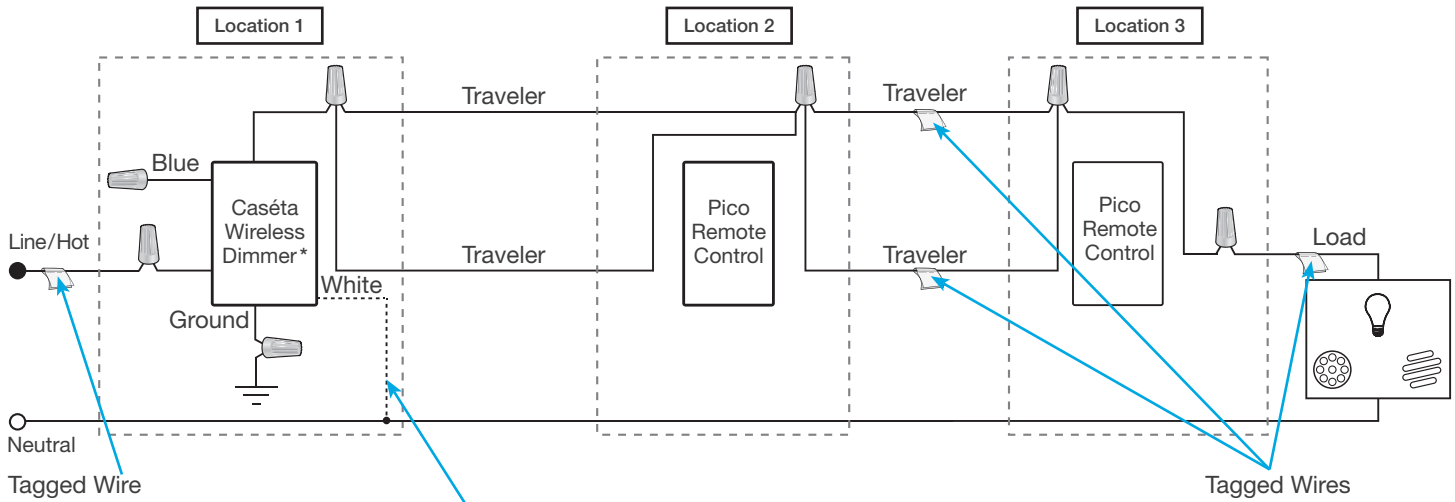 Location 1
Location 2
Location 3
Traveler
Traveler
Blue
Caséta
Wireless
Dimmer*
Pico
Remote
Control
Pico
Remote
Control
Line/Hot
Traveler
Traveler
Load
White
Ground
Neutral
Tagged Wire
Tagged Wires